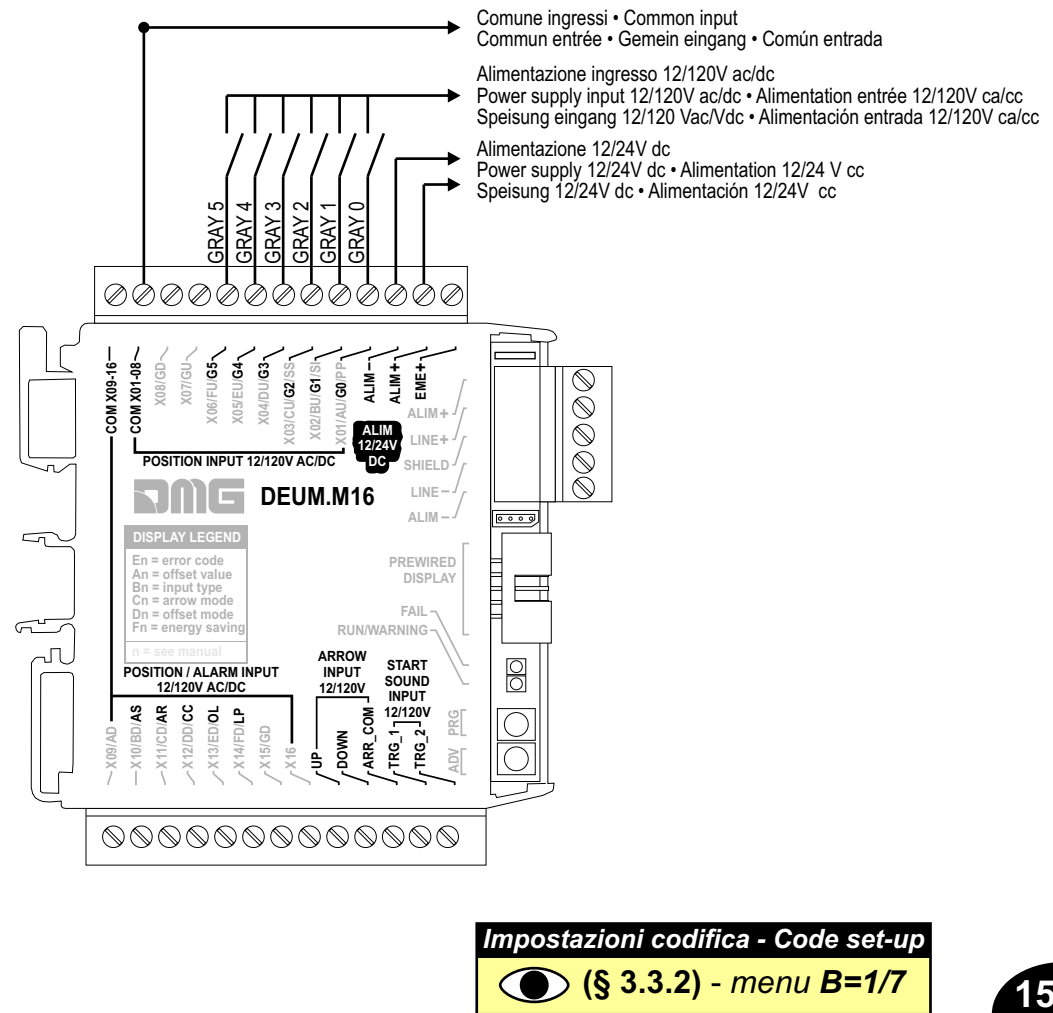 Comune ingressi • Common input
Commun entrée • Gemein eingang • Común entrada
Alimentazione ingresso 12/120V ac/dc
Power supply input 12/120V ac/dc • Alimentation entrée 12/120V ca/cc
Speisung eingang 12/120 Vac/Vdc • Alimentación entrada 12/120V ca/cc
Alimentazione 12/24V dc
Power supply 12/24V dc • Alimentation 12/24 V cc
Speisung 12/24V dc • Alimentación 12/24V cc
GRAY 5
GRAY 4
GRAY 3
GRAY 2
GRAY 1
GRAY 0
COM X09-16
COM X01-08
X08/GD
X07/GU
X06/FU/G5
X05/EU/G4
X04/DU/G3
X03/CU/G2/SS
X02/BU/G1/SI
X01/AU/G0/PP
ALIM-
ALIM+
EME+
ALIM+
LINE+
SHIELD
LINE-
ALIM-
ALIM
12/24V
DC
POSITION INPUT 12/120V AC/DC
DMG
DEUM.M16
DISPLAY LEGEND
En = error code
An = offset value
Bn = input type
Cn = arrow mode
Dn = offset mode
Fn = energy saving
n = see manual
PREWIRED
DISPLAY
FAIL
RUN/WARNING
POSITION / ALARM INPUT
12/120V AC/DC
ARROW
INPUT
12/120V
START
SOUND
INPUT
12/120V
X09/AD
X10/BD/AS
X11/CD/AR
X12/DD/CC
X13/ED/OL
X14/FD/LP
X15/GD
X16
UP
DOWN
ARR_COM
TRG_1
TRG_2
PRG
ADV
Impostazioni codifica - Code set-up
(§ 3.3.2) - menu B=1/7
15